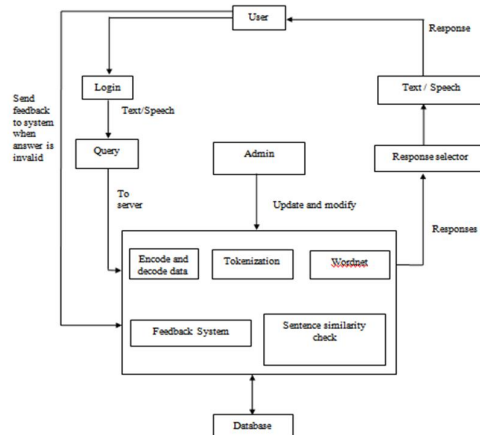 User
Response
Login
Text / Speech
Send
feedback
to system
when
answer is
invalid
Text/Speech
Query
Admin
Response selector
To
server
Update and modify
Responses
Encode and
decode data
Tokenization
Wordnet
Feedback System
Sentence similarity
check
Database